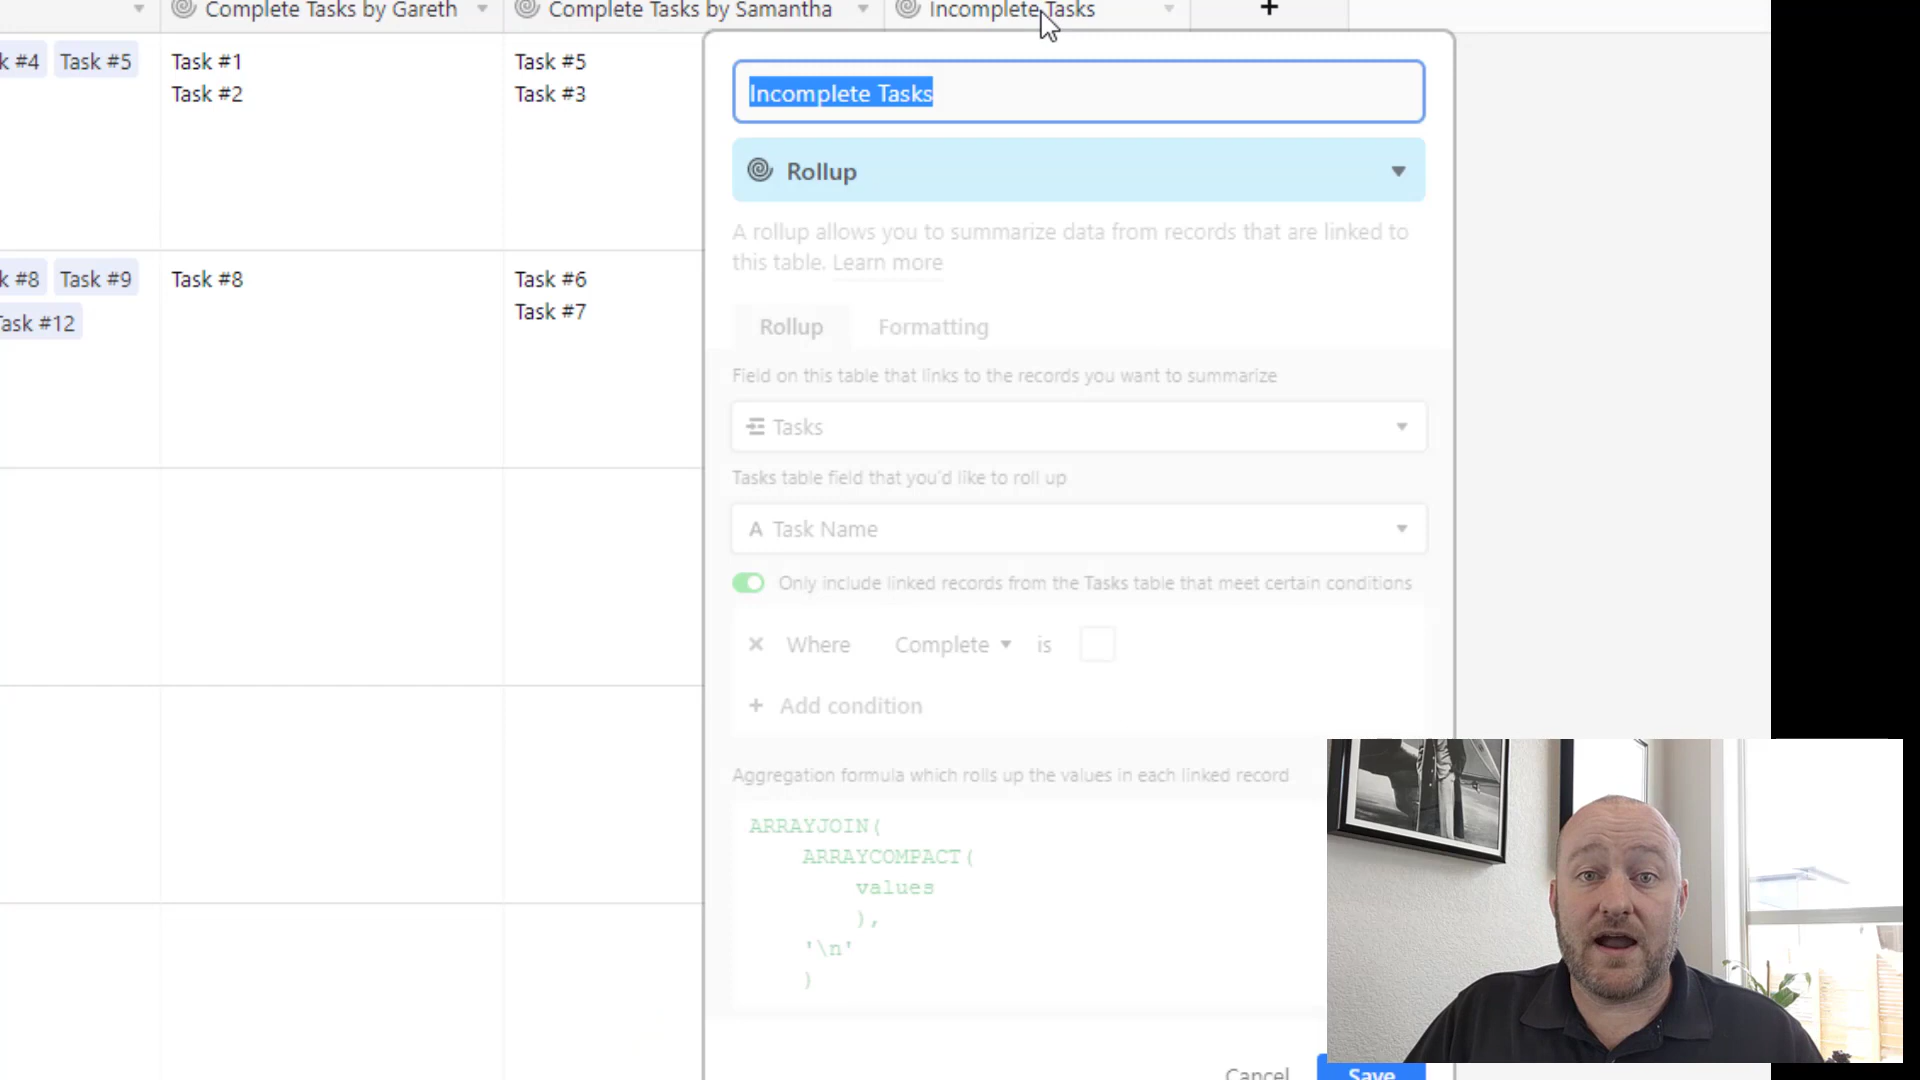 Complete Tasks by Gareth
Complete Tasks by Samantha
Incomplete Tasks
+
k #4
Task #5
Task #1
Task #2
Task #5
Task #3
k #8
Task #9
Task #12
Task #8
Task #6
Task #7
Incomplete Tasks
Rollup
A rollup allows you to summarize data from records that are linked to
this table. Learn more
Rollup
Formatting
Field on this table that links to the records you want to summarize
Tasks
Tasks table field that you'd like to roll up
A Task Name
Only include linked records from the Tasks table that meet certain conditions
Where
Complete
is
+ Add condition
Aggregation formula which rolls up the values in each linked record
ARRAYJOIN(
ARRAYCOMPACT(
values
),
'\n'
)
Cancel
Save